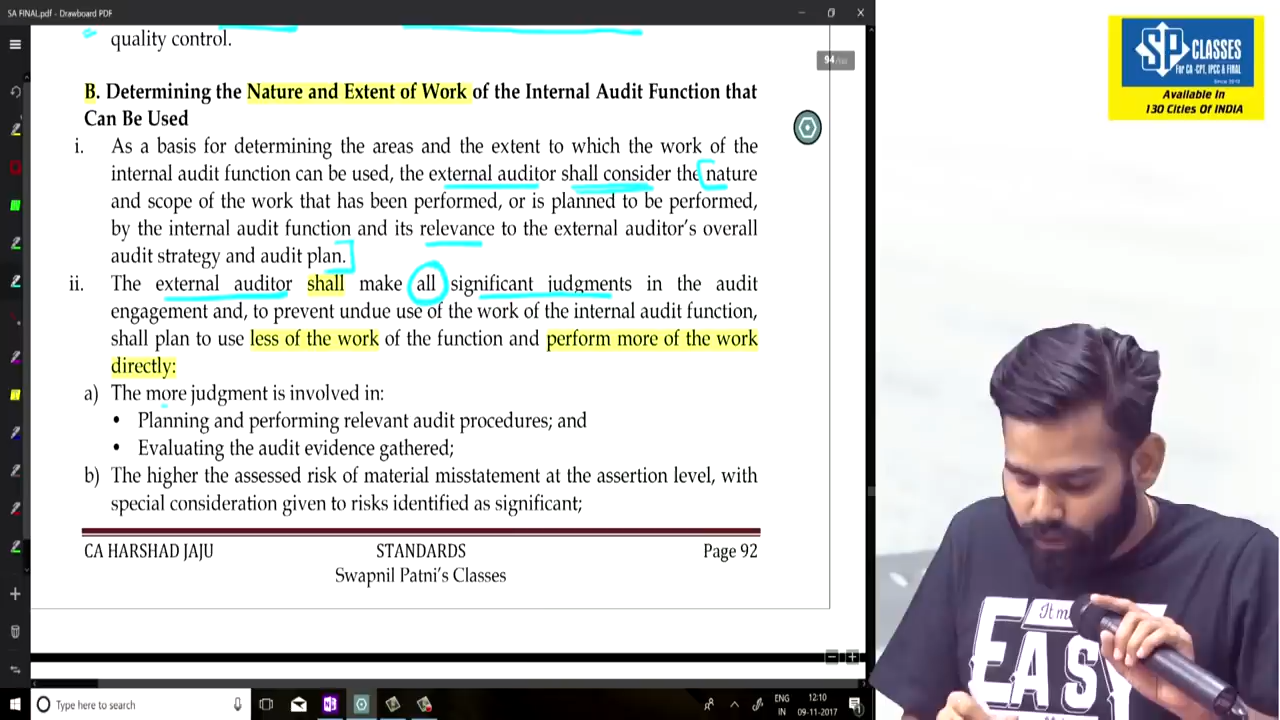 SA FINAL.pdf - Drawboard PDF
quality control.
94/
B. Determining the Nature and Extent of Work of the Internal Audit Function that
Can Be Used
i. As a basis for determining the areas and the extent to which the work of the
internal audit function can be used, the external auditor shall consider the nature
and scope of the work that has been performed, or is planned to be performed,
by the internal audit function and its relevance to the external auditor's overall
audit strategy and audit plan.
ii. The external auditor shall make all significant judgments in the audit
engagement and, to prevent undue use of the work of the internal audit function,
shall plan to use less of the work of the function and perform more of the work
directly:
a) The more judgment is involved in:
• Planning and performing relevant audit procedures; and
• Evaluating the audit evidence gathered;
b) The higher the assessed risk of material misstatement at the assertion level, with
special consideration given to risks identified as significant;
CA HARSHAD JAJU STANDARDS Page 92
Swapnil Patni's Classes
Type here to search
ENG
IN
12:10
09-11-2017
SP CLASSES
For CA -CPT, IPCC & FINAL
Available In
130 Cities Of INDIA
It
EASY